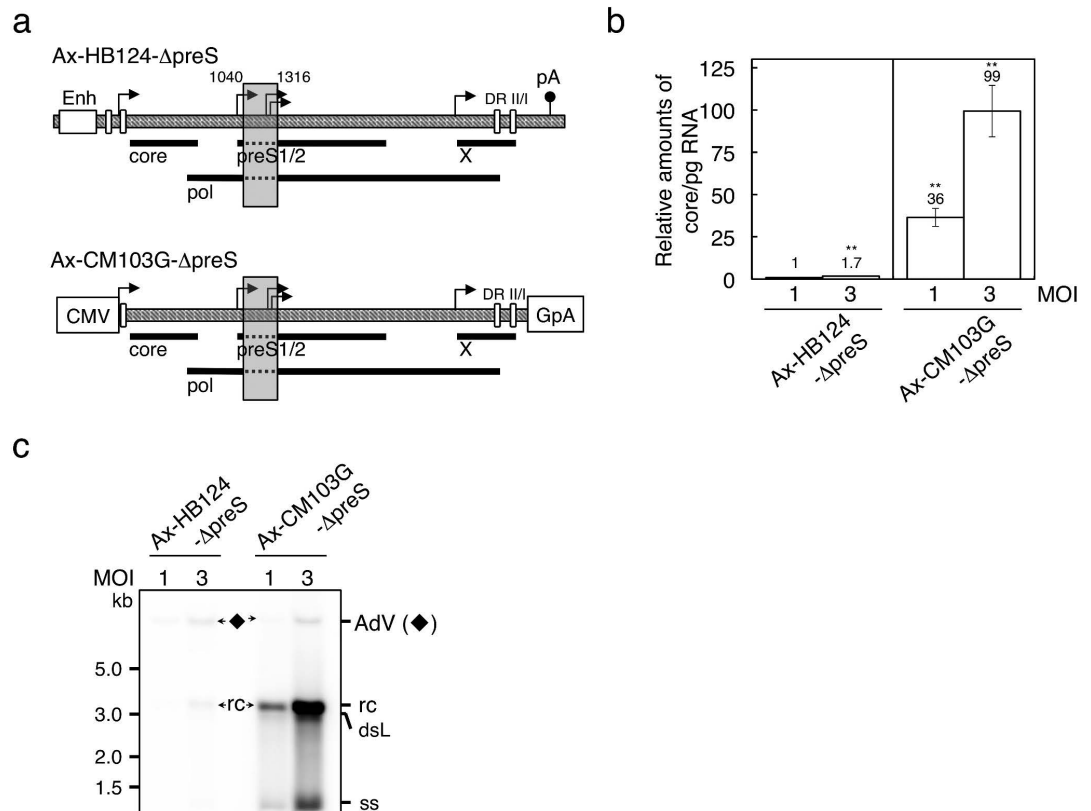 a
Ax-HB124-ΔpreS
1040
1316
pA
Enh
DR II/I
core
preS1/2
X
pol
Ax-CM103G-ΔpreS
CMV
DR II/I
GpA
core
preS1/2
X
pol
b
Relative amounts of
core/pg RNA
125
100
75
50
25
0
1
**
1.7
**
36
**
99
1
3
1
3
MOI
Ax-HB124
-ΔpreS
Ax-CM103G
-ΔpreS
c
Ax-HB124
-ΔpreS
Ax-CM103G
-ΔpreS
MOI
1
3
1
3
kb
AdV (◆)
5.0
rc
rc
3.0
dsL
2.0
1.5
ss